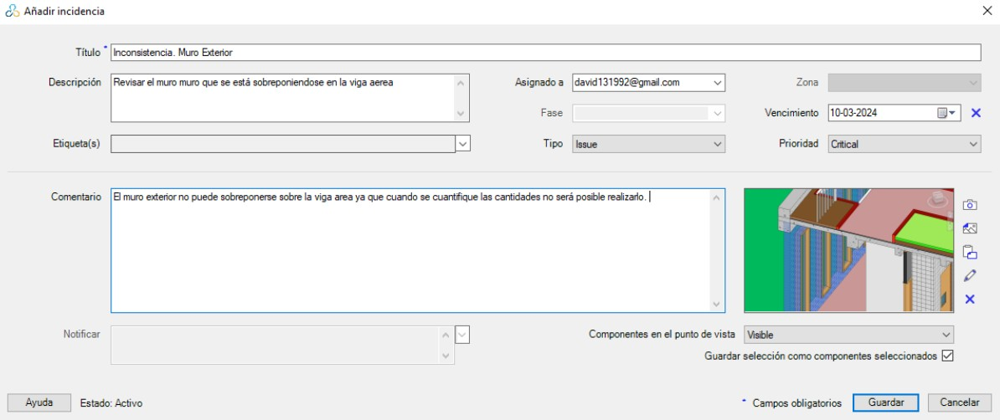 Añadir incidencia
Título * Inconsistencia. Muro Exterior
Descripción Revisar el muro muro que se está sobreponiendose en la viga aerea
Asignado a david131992@gmail.com
Zona
Fase
Vencimiento 10-03-2024
Etiqueta(s)
Tipo Issue
Prioridad Critical
Comentario El muro exterior no puede sobreponerse sobre la viga area ya que cuando se cuantifique las cantidades no será posible realizarlo.
Notificar
Componentes en el punto de vista Visible
Guardar selección como componentes seleccionados
Ayuda Estado: Activo * Campos obligatorios Guardar Cancelar